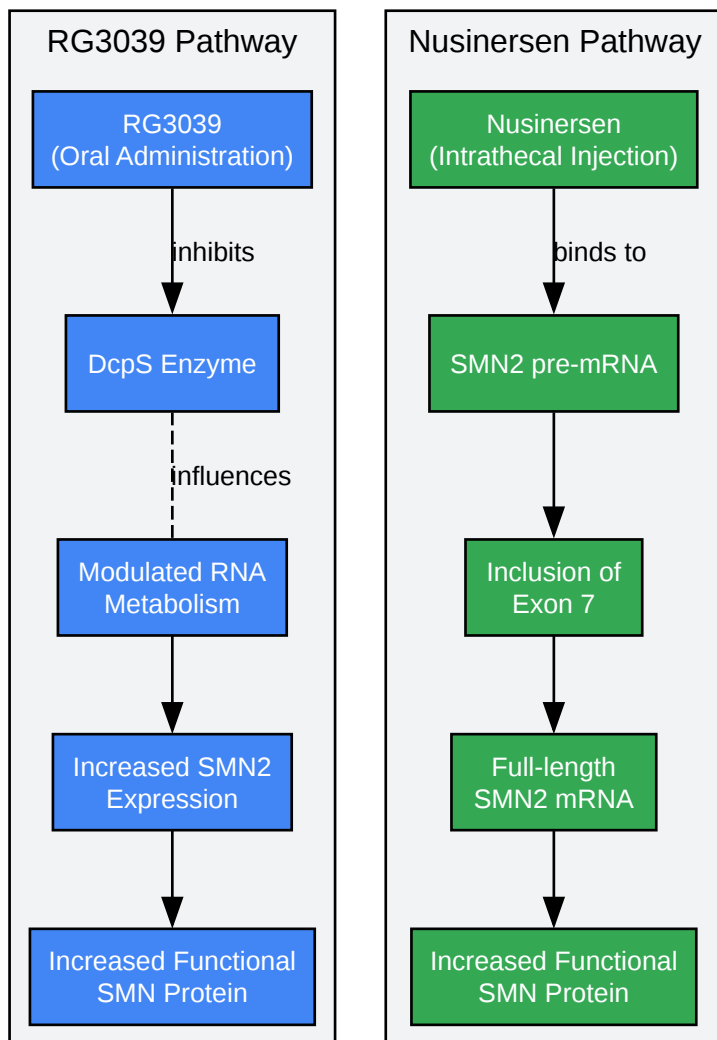 RG3039 Pathway
RG3039
(Oral Administration)
inhibits
DcpS Enzyme
influences
Modulated RNA
Metabolism
Increased SMN2
Expression
Increased Functional
SMN Protein
Nusinersen Pathway
Nusinersen
(Intrathecal Injection)
binds to
SMN2 pre-mRNA
Inclusion of
Exon 7
Full-length
SMN2 mRNA
Increased Functional
SMN Protein